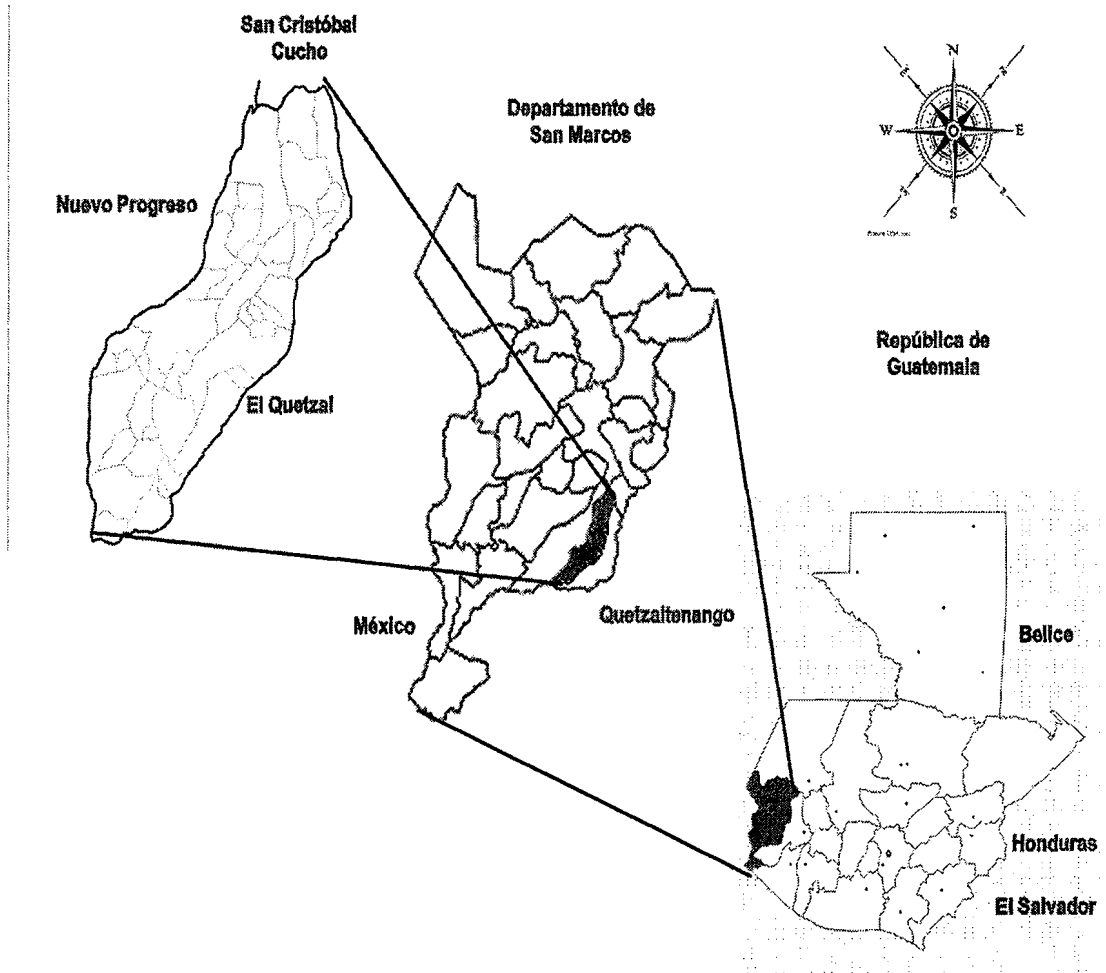 San Cristóbal
Cucho
Departamento de
San Marcos
N
W
E
S
Nuevo Progreso
República de
Guatemala
El Quetzal
Quetzaltenango
México
Belice
Honduras
El Salvador